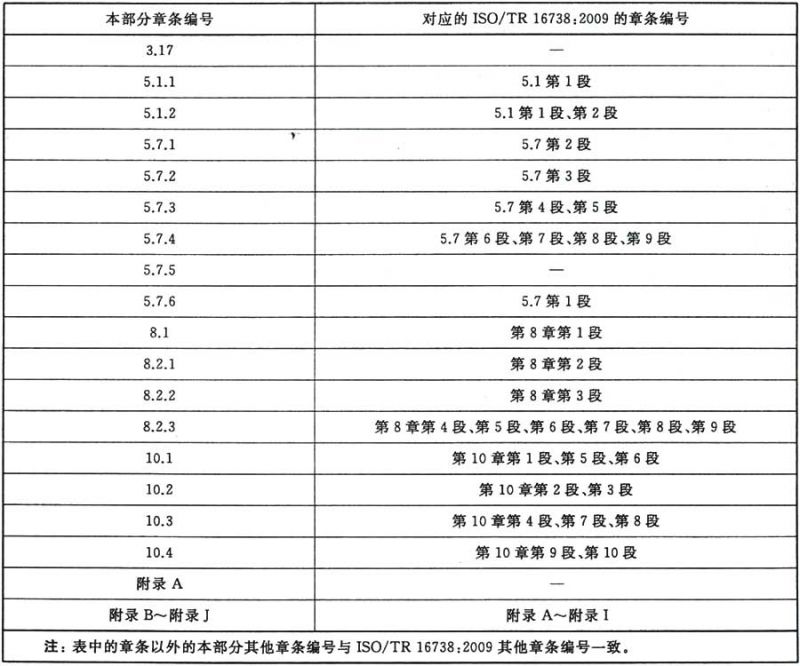 本部分章条编号 对应的 ISO/TR 16738:2009 的章条编号
3.17 —
5.1.1 5.1 第 1 段
5.1.2 5.1 第 1 段、第 2 段
5.7.1 5.7 第 2 段
5.7.2 5.7 第 3 段
5.7.3 5.7 第 4 段、第 5 段
5.7.4 5.7 第 6 段、第 7 段、第 8 段、第 9 段
5.7.5 —
5.7.6 5.7 第 1 段
8.1 第 8 章第 1 段
8.2.1 第 8 章第 2 段
8.2.2 第 8 章第 3 段
8.2.3 第 8 章第 4 段、第 5 段、第 6 段、第 7 段、第 8 段、第 9 段
10.1 第 10 章第 1 段、第 5 段、第 6 段
10.2 第 10 章第 2 段、第 3 段
10.3 第 10 章第 4 段、第 7 段、第 8 段
10.4 第 10 章第 9 段、第 10 段
附录 A —
附录 B～附录 J 附录 A～附录 I
注: 表中的章条以外的本部分其他章条编号与 ISO/TR 16738:2009 其他章条编号一致。